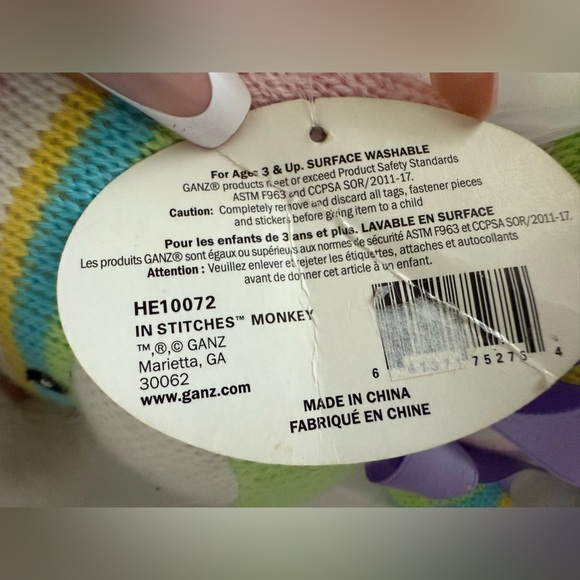 For Ages 3 & Up. SURFACE WASHABLE
GANZ® products meet or exceed Product Safety Standards
ASTM F963 and CCPSA SOR/2011-17.
Caution: Completely remove and discard all tags, fastener pieces
and stickers before giving item to a child
Pour les enfants de 3 ans et plus. LAVABLE EN SURFACE
Les produits GANZ® sont égaux ou supérieurs aux normes de sécurité ASTM F963 et CCPSA SOR/2011-17.
Attention : Veuillez enlever et rejeter les étiquettes, attaches et autocollants
avant de donner cet article à un enfant.
HE10072
IN STITCHES™ MONKEY
™,®,© GANZ
Marietta, GA
30062
www.ganz.com
6 75275 4
MADE IN CHINA
FABRIQUÉ EN CHINE